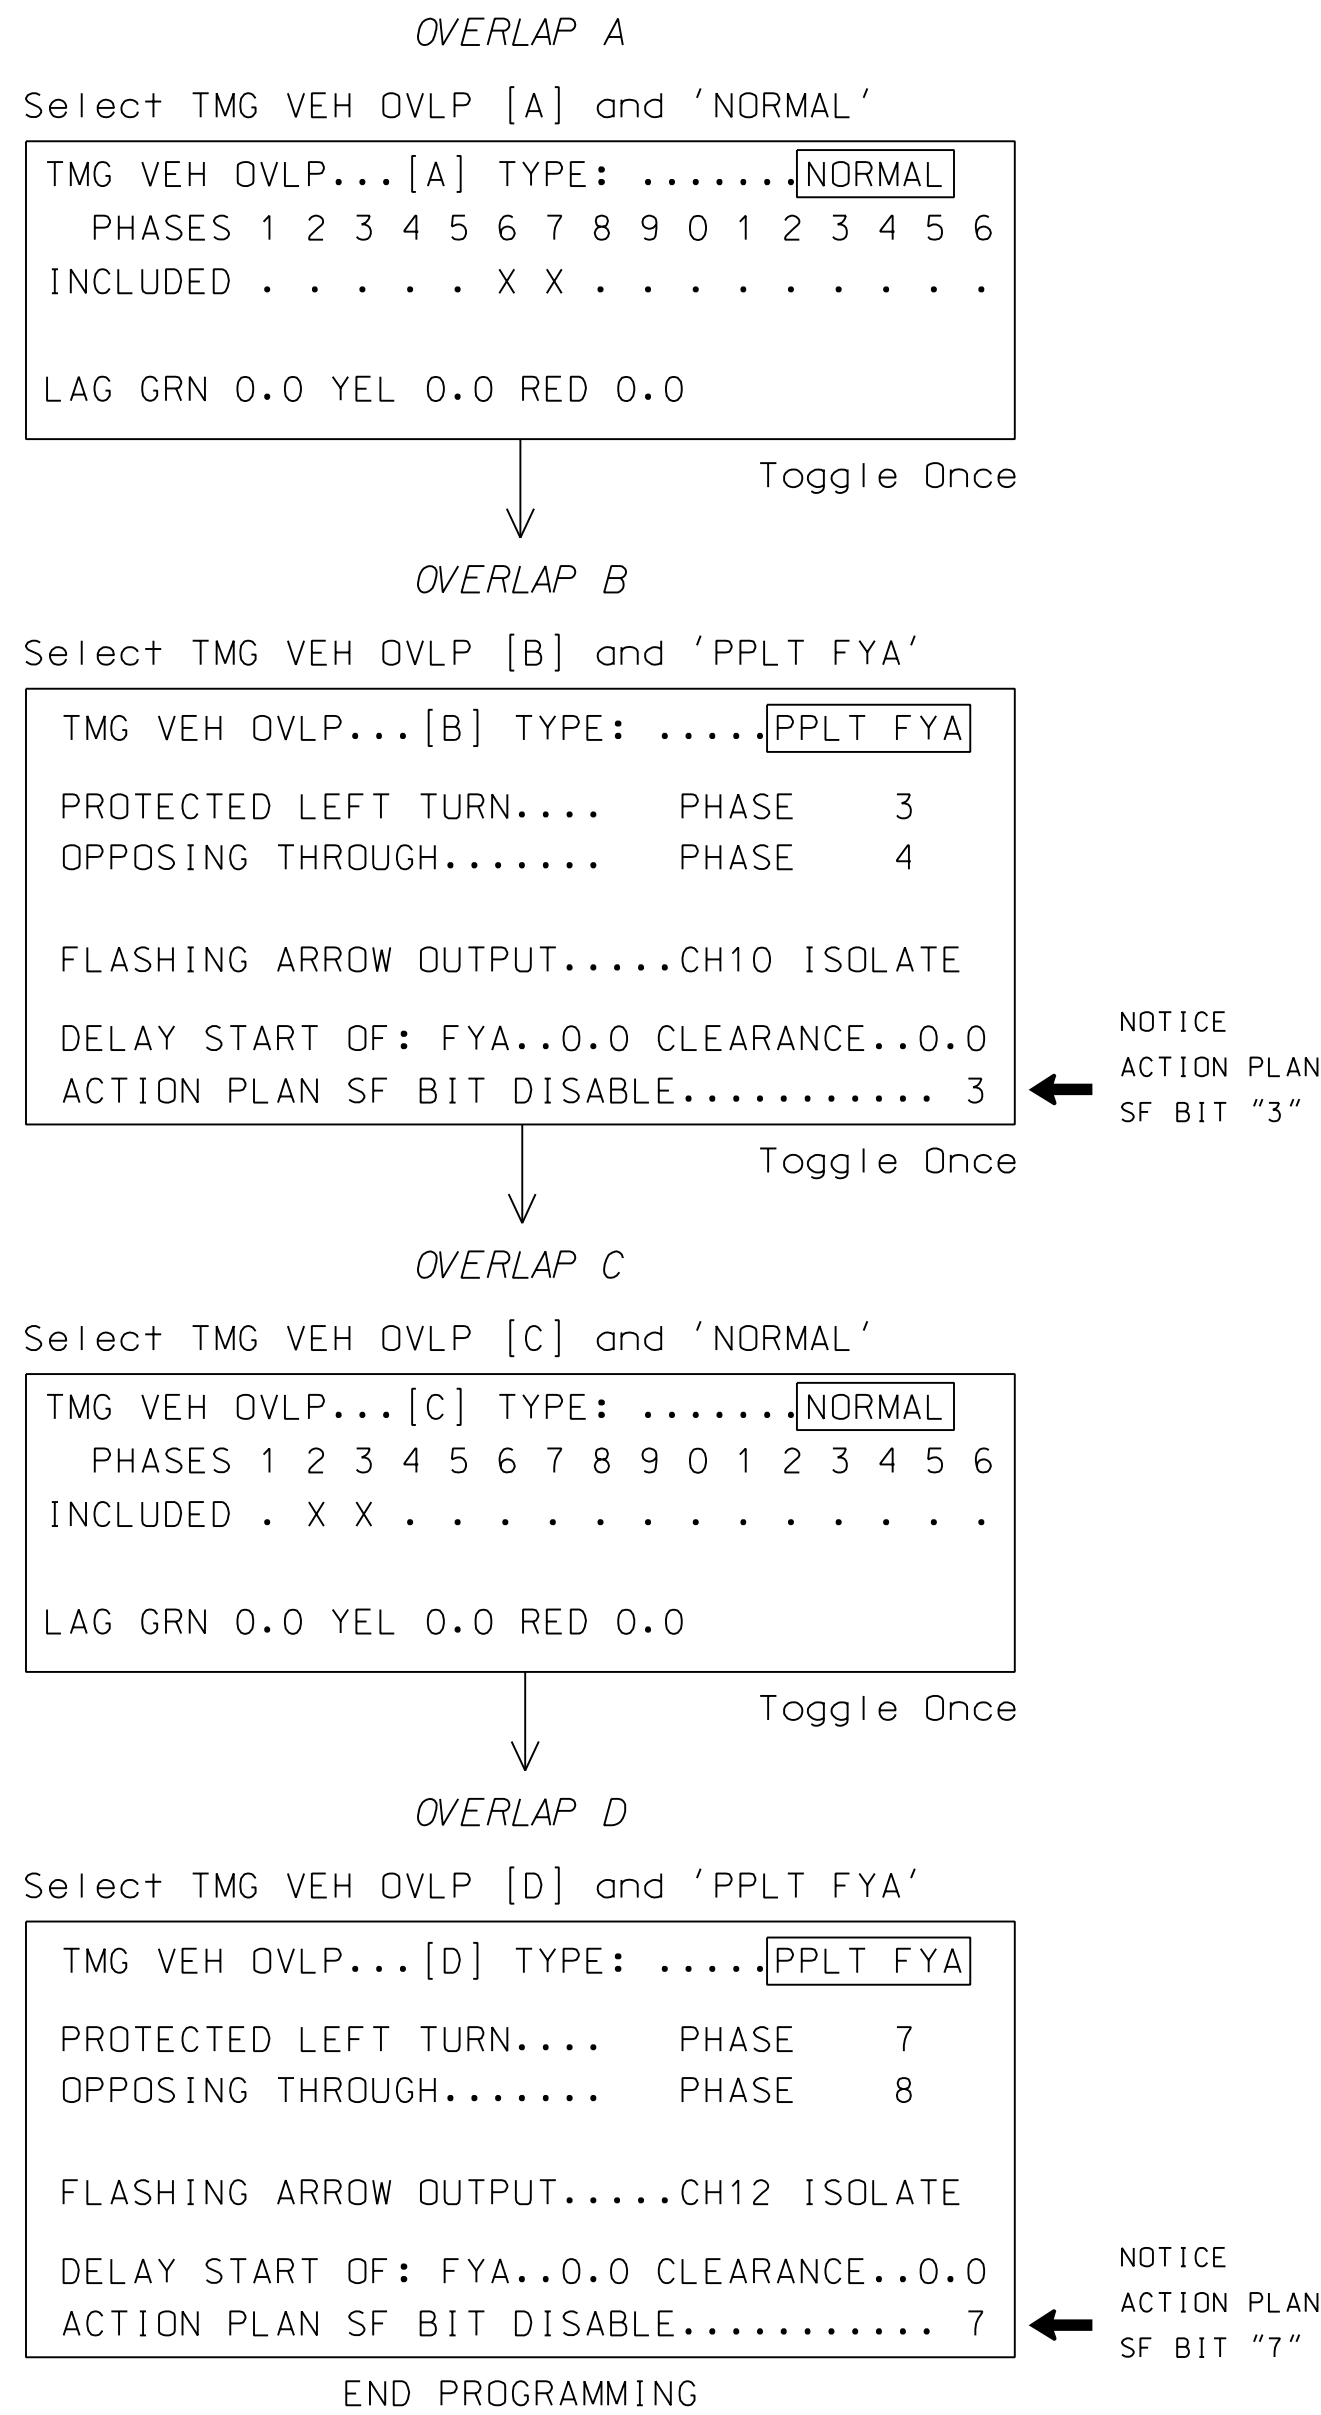 OVERLAP A
Select TMG VEH OVLP [A] and 'NORMAL'
TMG VEH OVLP...[A] TYPE: .......NORMAL
PHASES 1 2 3 4 5 6 7 8 9 0 1 2 3 4 5 6
INCLUDED . . . . . X X . . . . . . . . .
LAG GRN 0.0 YEL 0.0 RED 0.0
Toggle Once
OVERLAP B
Select TMG VEH OVLP [B] and 'PPLT FYA'
TMG VEH OVLP...[B] TYPE: .....PPLT FYA
PROTECTED LEFT TURN.... PHASE 3
OPPOSING THROUGH....... PHASE 4
FLASHING ARROW OUTPUT.....CH10 ISOLATE
DELAY START OF: FYA..0.0 CLEARANCE..0.0
ACTION PLAN SF BIT DISABLE........... 3
NOTICE
ACTION PLAN
SF BIT "3"
Toggle Once
OVERLAP C
Select TMG VEH OVLP [C] and 'NORMAL'
TMG VEH OVLP...[C] TYPE: .......NORMAL
PHASES 1 2 3 4 5 6 7 8 9 0 1 2 3 4 5 6
INCLUDED . X X . . . . . . . . . . . . .
LAG GRN 0.0 YEL 0.0 RED 0.0
Toggle Once
OVERLAP D
Select TMG VEH OVLP [D] and 'PPLT FYA'
TMG VEH OVLP...[D] TYPE: .....PPLT FYA
PROTECTED LEFT TURN.... PHASE 7
OPPOSING THROUGH....... PHASE 8
FLASHING ARROW OUTPUT.....CH12 ISOLATE
DELAY START OF: FYA..0.0 CLEARANCE..0.0
ACTION PLAN SF BIT DISABLE........... 7
NOTICE
ACTION PLAN
SF BIT "7"
END PROGRAMMING